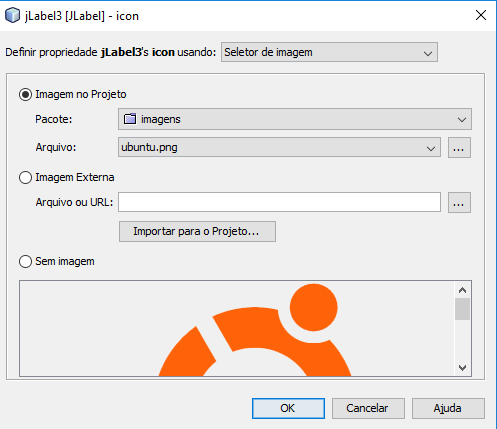 jLabel3 [JLabel] - icon
Definir propriedade jLabel3's icon usando: Seletor de imagem
Imagem no Projeto
Pacote: imagens
Arquivo: ubuntu.png ...
Imagem Externa
Arquivo ou URL: ...
Importar para o Projeto...
Sem imagem
OK Cancelar Ajuda